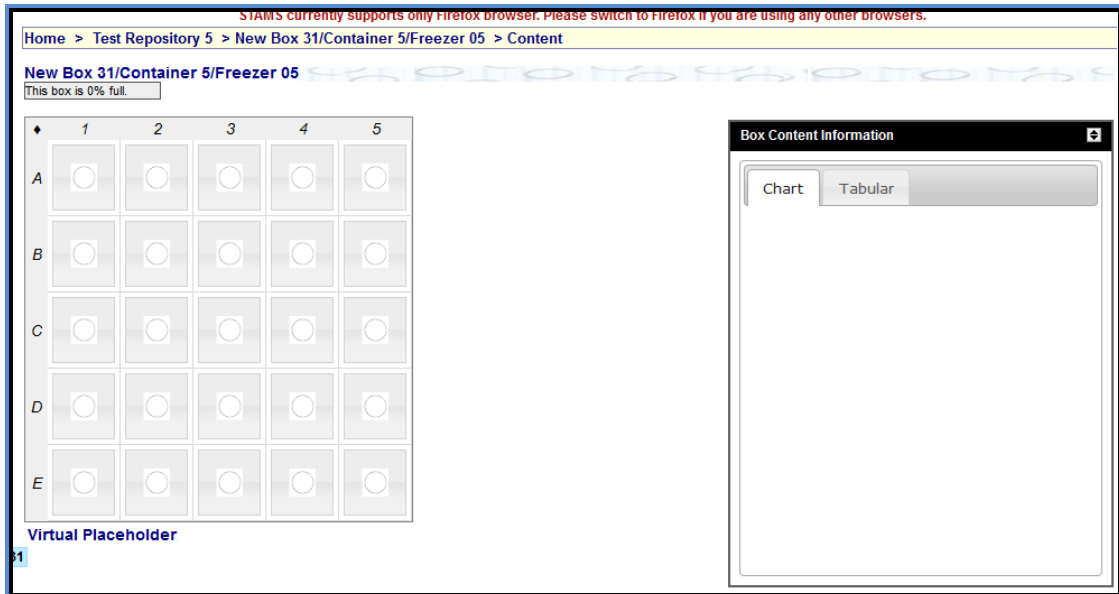 STAMS currently supports only Firefox browser. Please switch to Firefox if you are using any other browsers.
Home > Test Repository 5 > New Box 31/Container 5/Freezer 05 > Content
New Box 31/Container 5/Freezer 05
This box is 0% full.
♦ 1 2 3 4 5
A
B
C
D
E
Virtual Placeholder
31
Box Content Information
Chart Tabular